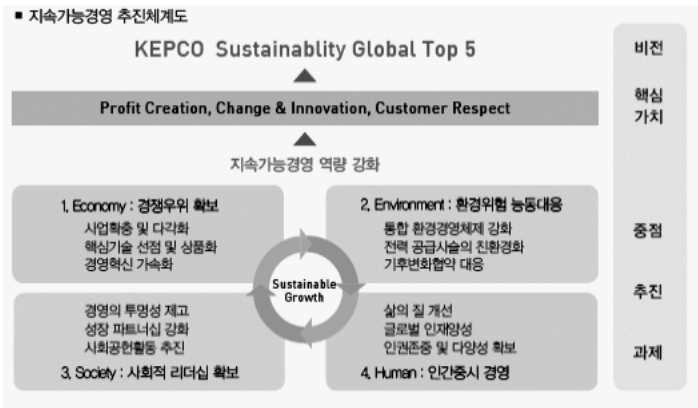 ■ 지속가능경영 추진체계도
KEPCO Sustainablity Global Top 5
비전
Profit Creation, Change & Innovation, Customer Respect
핵심
가치
지속가능경영 역량 강화
1. Economy : 경쟁우위 확보
사업확충 및 다각화
핵심기술 선점 및 상품화
경영혁신 가속화
2. Environment : 환경위험 능동대응
통합 환경경영체제 강화
전력 공급사슬의 친환경화
기후변화협약 대응
중점
추진
과제
Sustainable
Growth
경영의 투명성 제고
성장 파트너십 강화
사회공헌활동 추진
3. Society : 사회적 리더십 확보
삶의 질 개선
글로벌 인재양성
인권존중 및 다양성 확보
4. Human : 인간중시 경영